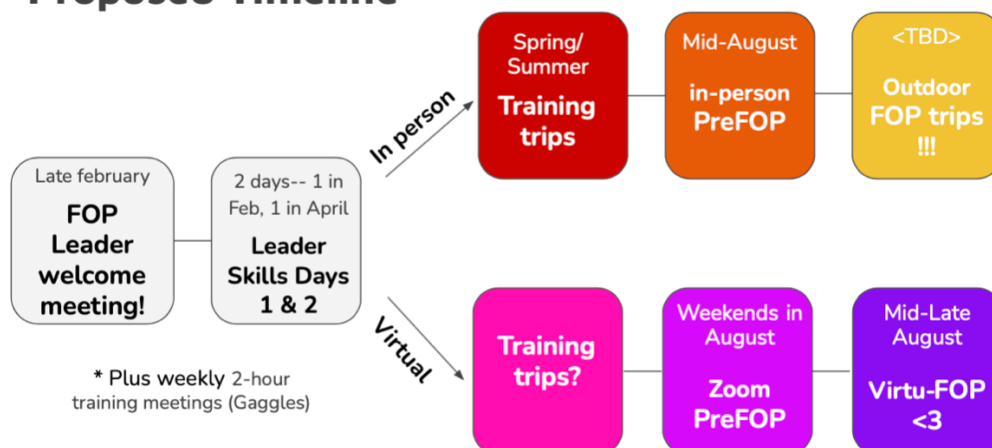 Proposed Timeline
Late february
FOP
Leader
welcome
meeting!
2 days-- 1 in
Feb, 1 in April
Leader
Skills Days
1 & 2
* Plus weekly 2-hour
training meetings (Gaggles)
In person
Spring/
Summer
Training
trips
Mid-August
in-person
PreFOP
<TBD>
Outdoor
FOP trips
!!!
Virtual
Training
trips?
Weekends in
August
Zoom
PreFOP
Mid-Late
August
Virtu-FOP
<3